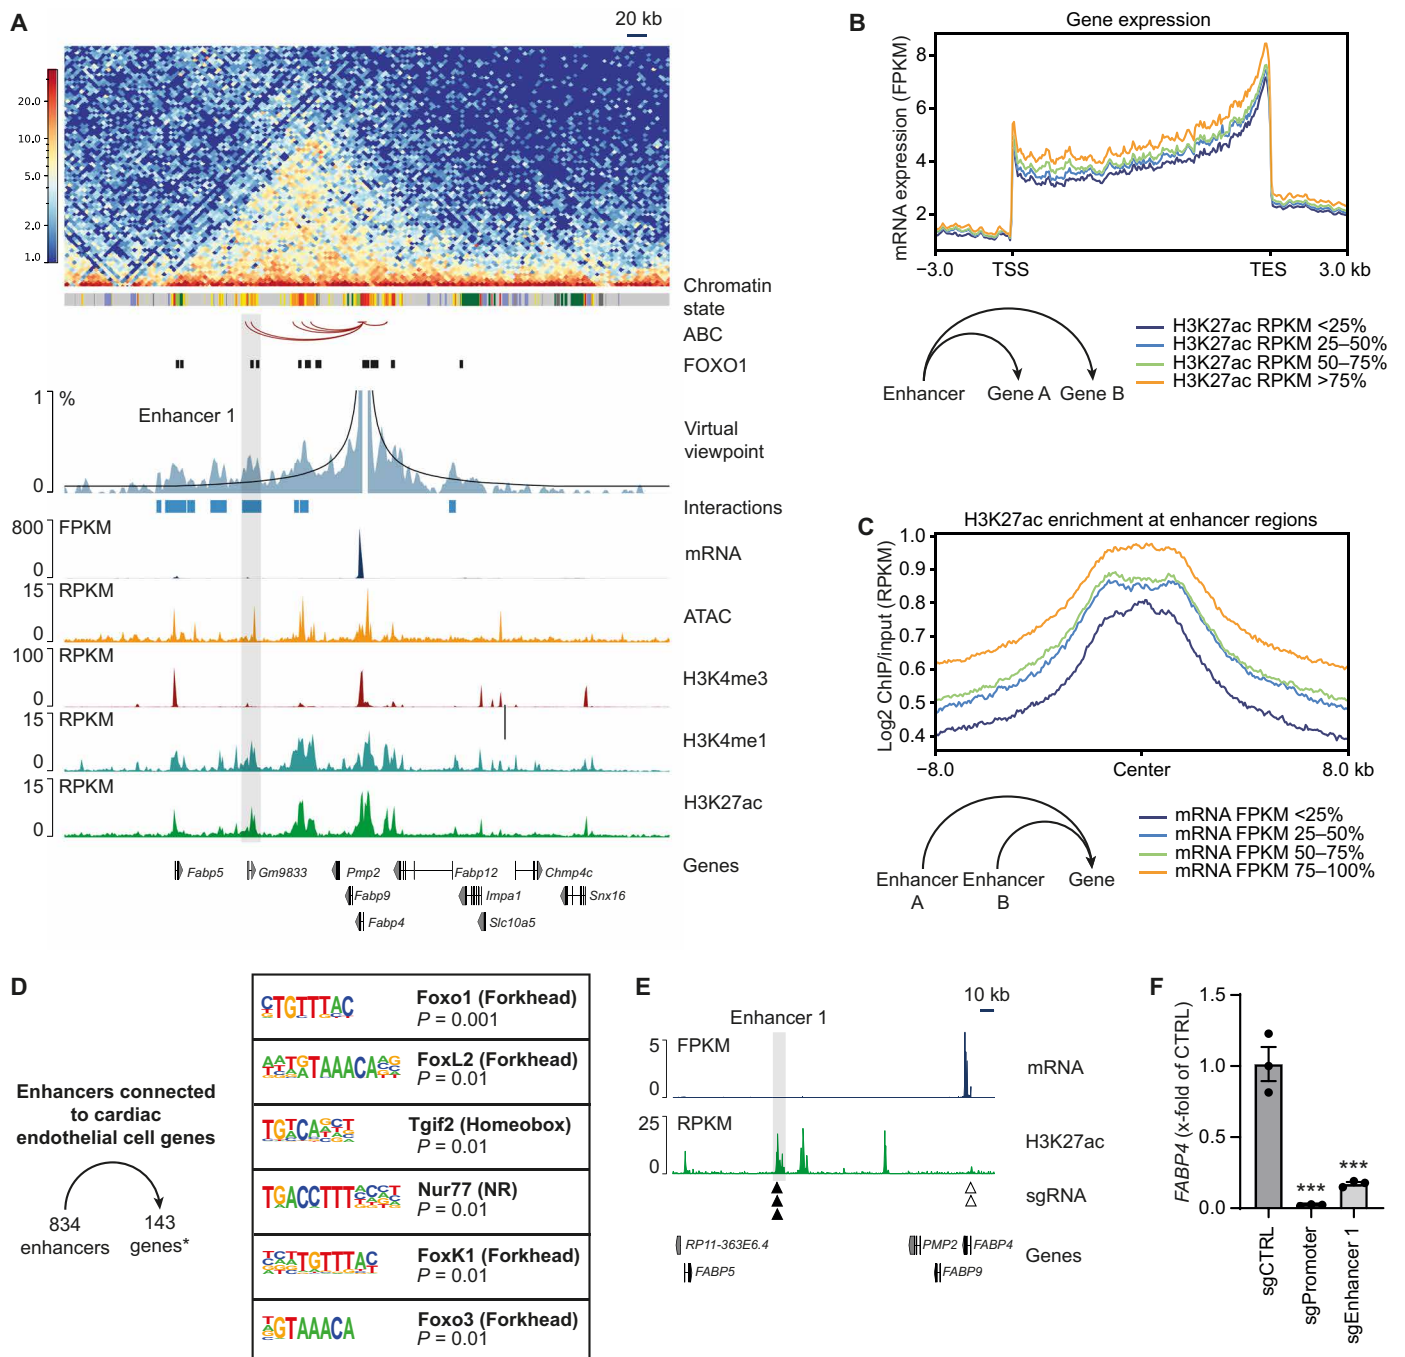 A
20 kb
20.0
10.0
5.0
2.0
1.0
Chromatin
state
ABC
FOXO1
1
%
Enhancer 1
0
Virtual
viewpoint
Interactions
800
FPKM
0
mRNA
15
RPKM
0
ATAC
100
RPKM
0
H3K4me3
15
RPKM
0
H3K4me1
15
RPKM
0
H3K27ac
Genes
Fabp5
Gm9833
Pmp2
Fabp12
Chmp4c
Fabp9
Impa1
Snx16
Fabp4
Slc10a5
B
Gene expression
mRNA expression (FPKM)
8
6
4
2
−3.0
TSS
TES
3.0 kb
Enhancer
Gene A
Gene B
H3K27ac RPKM <25%
H3K27ac RPKM 25–50%
H3K27ac RPKM 50–75%
H3K27ac RPKM >75%
C
H3K27ac enrichment at enhancer regions
Log2 ChIP/input (RPKM)
1.0
0.9
0.8
0.7
0.6
0.5
0.4
−8.0
Center
8.0 kb
Enhancer
A
Enhancer
B
Gene
mRNA FPKM <25%
mRNA FPKM 25–50%
mRNA FPKM 50–75%
mRNA FPKM 75–100%
D
Enhancers connected
to cardiac
endothelial cell genes
834
enhancers
143
genes*
CTGTTTAC
Foxo1 (Forkhead)
P = 0.001
AATGTAAACAGG
FoxL2 (Forkhead)
P = 0.01
TGTCAGCT
Tgif2 (Homeobox)
P = 0.01
TGACCTTTACCT
Nur77 (NR)
P = 0.01
TCTTGTTTAC
FoxK1 (Forkhead)
P = 0.01
TGTAAACA
Foxo3 (Forkhead)
P = 0.01
E
10 kb
Enhancer 1
5
FPKM
0
mRNA
25
RPKM
0
H3K27ac
sgRNA
Genes
RP11-363E6.4
PMP2
FABP4
FABP5
FABP9
F
FABP4 (x-fold of CTRL)
1.5
1.0
0.5
0.0
***
***
sgCTRL
sgPromoter
sgEnhancer 1